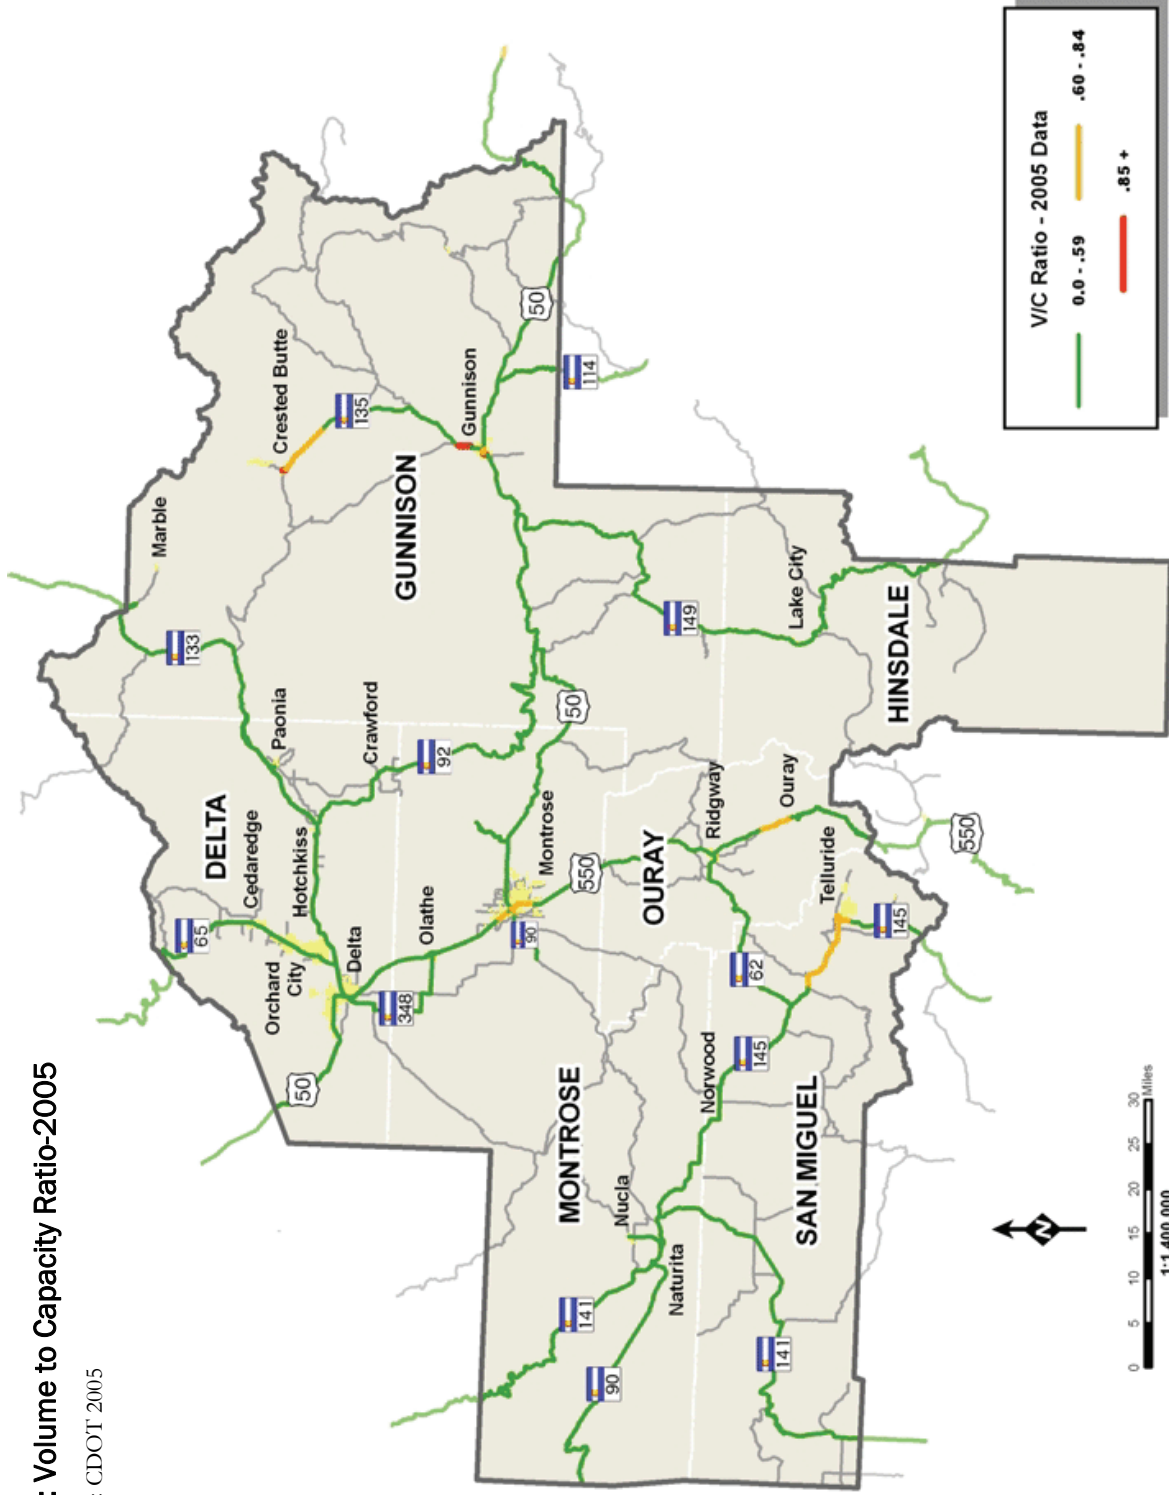 : Volume to Capacity Ratio-2005
: CDOT 2005
Marble
Crested Butte
135
Gunnison
50
114
GUNNISON
133
Paonia
Crawford
92
50
149
Lake City
HINSDALE
DELTA
Cedaredge
Hotchkiss
65
Orchard
City
Delta
348
Olathe
Montrose
90
550
OURAY
Ridgway
Ouray
Telluride
550
145
62
145
Norwood
50
MONTROSE
SAN MIGUEL
Nucla
Naturita
141
90
141
N
0 5 10 15 20 25 30 Miles
1:1,400,000
V/C Ratio - 2005 Data
0.0 - .59
.60 - .84
.85 +